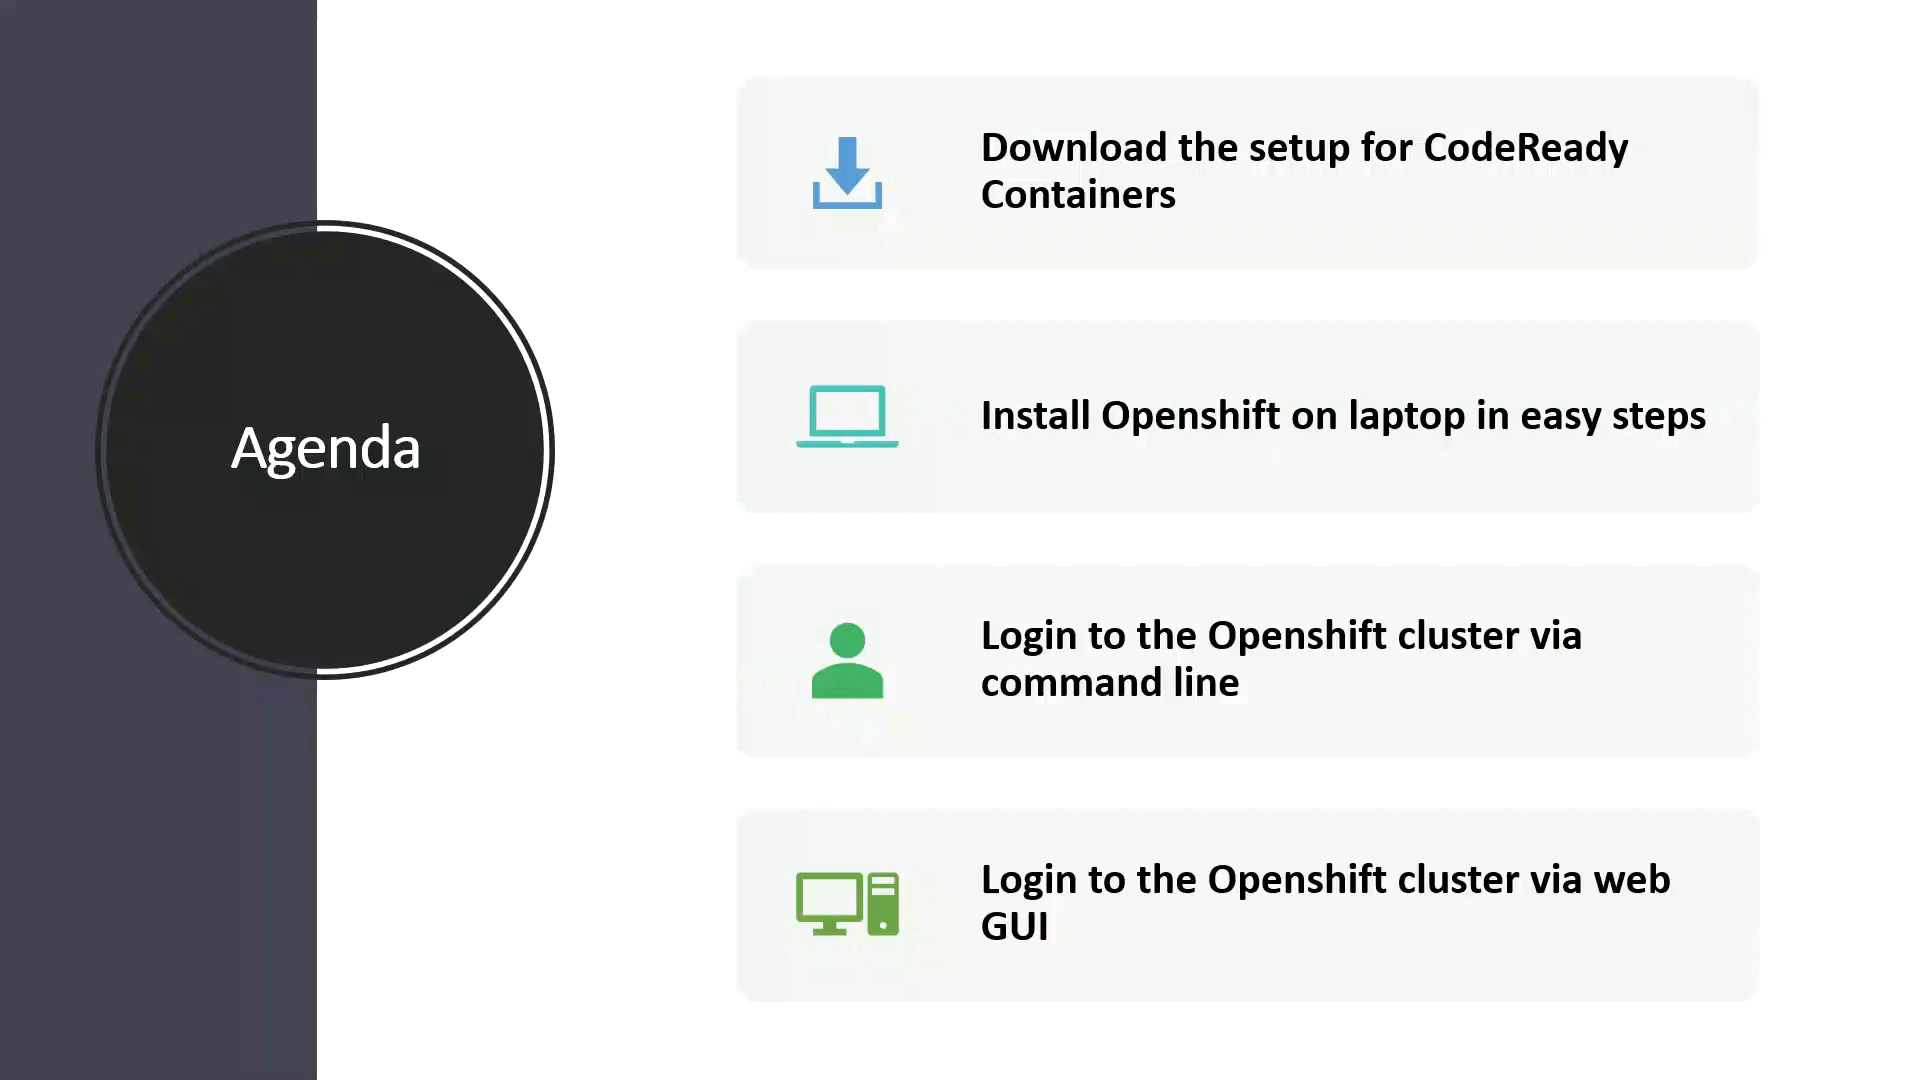 Agenda
Download the setup for CodeReady
Containers
Install Openshift on laptop in easy steps
Login to the Openshift cluster via
command line
Login to the Openshift cluster via web
GUI